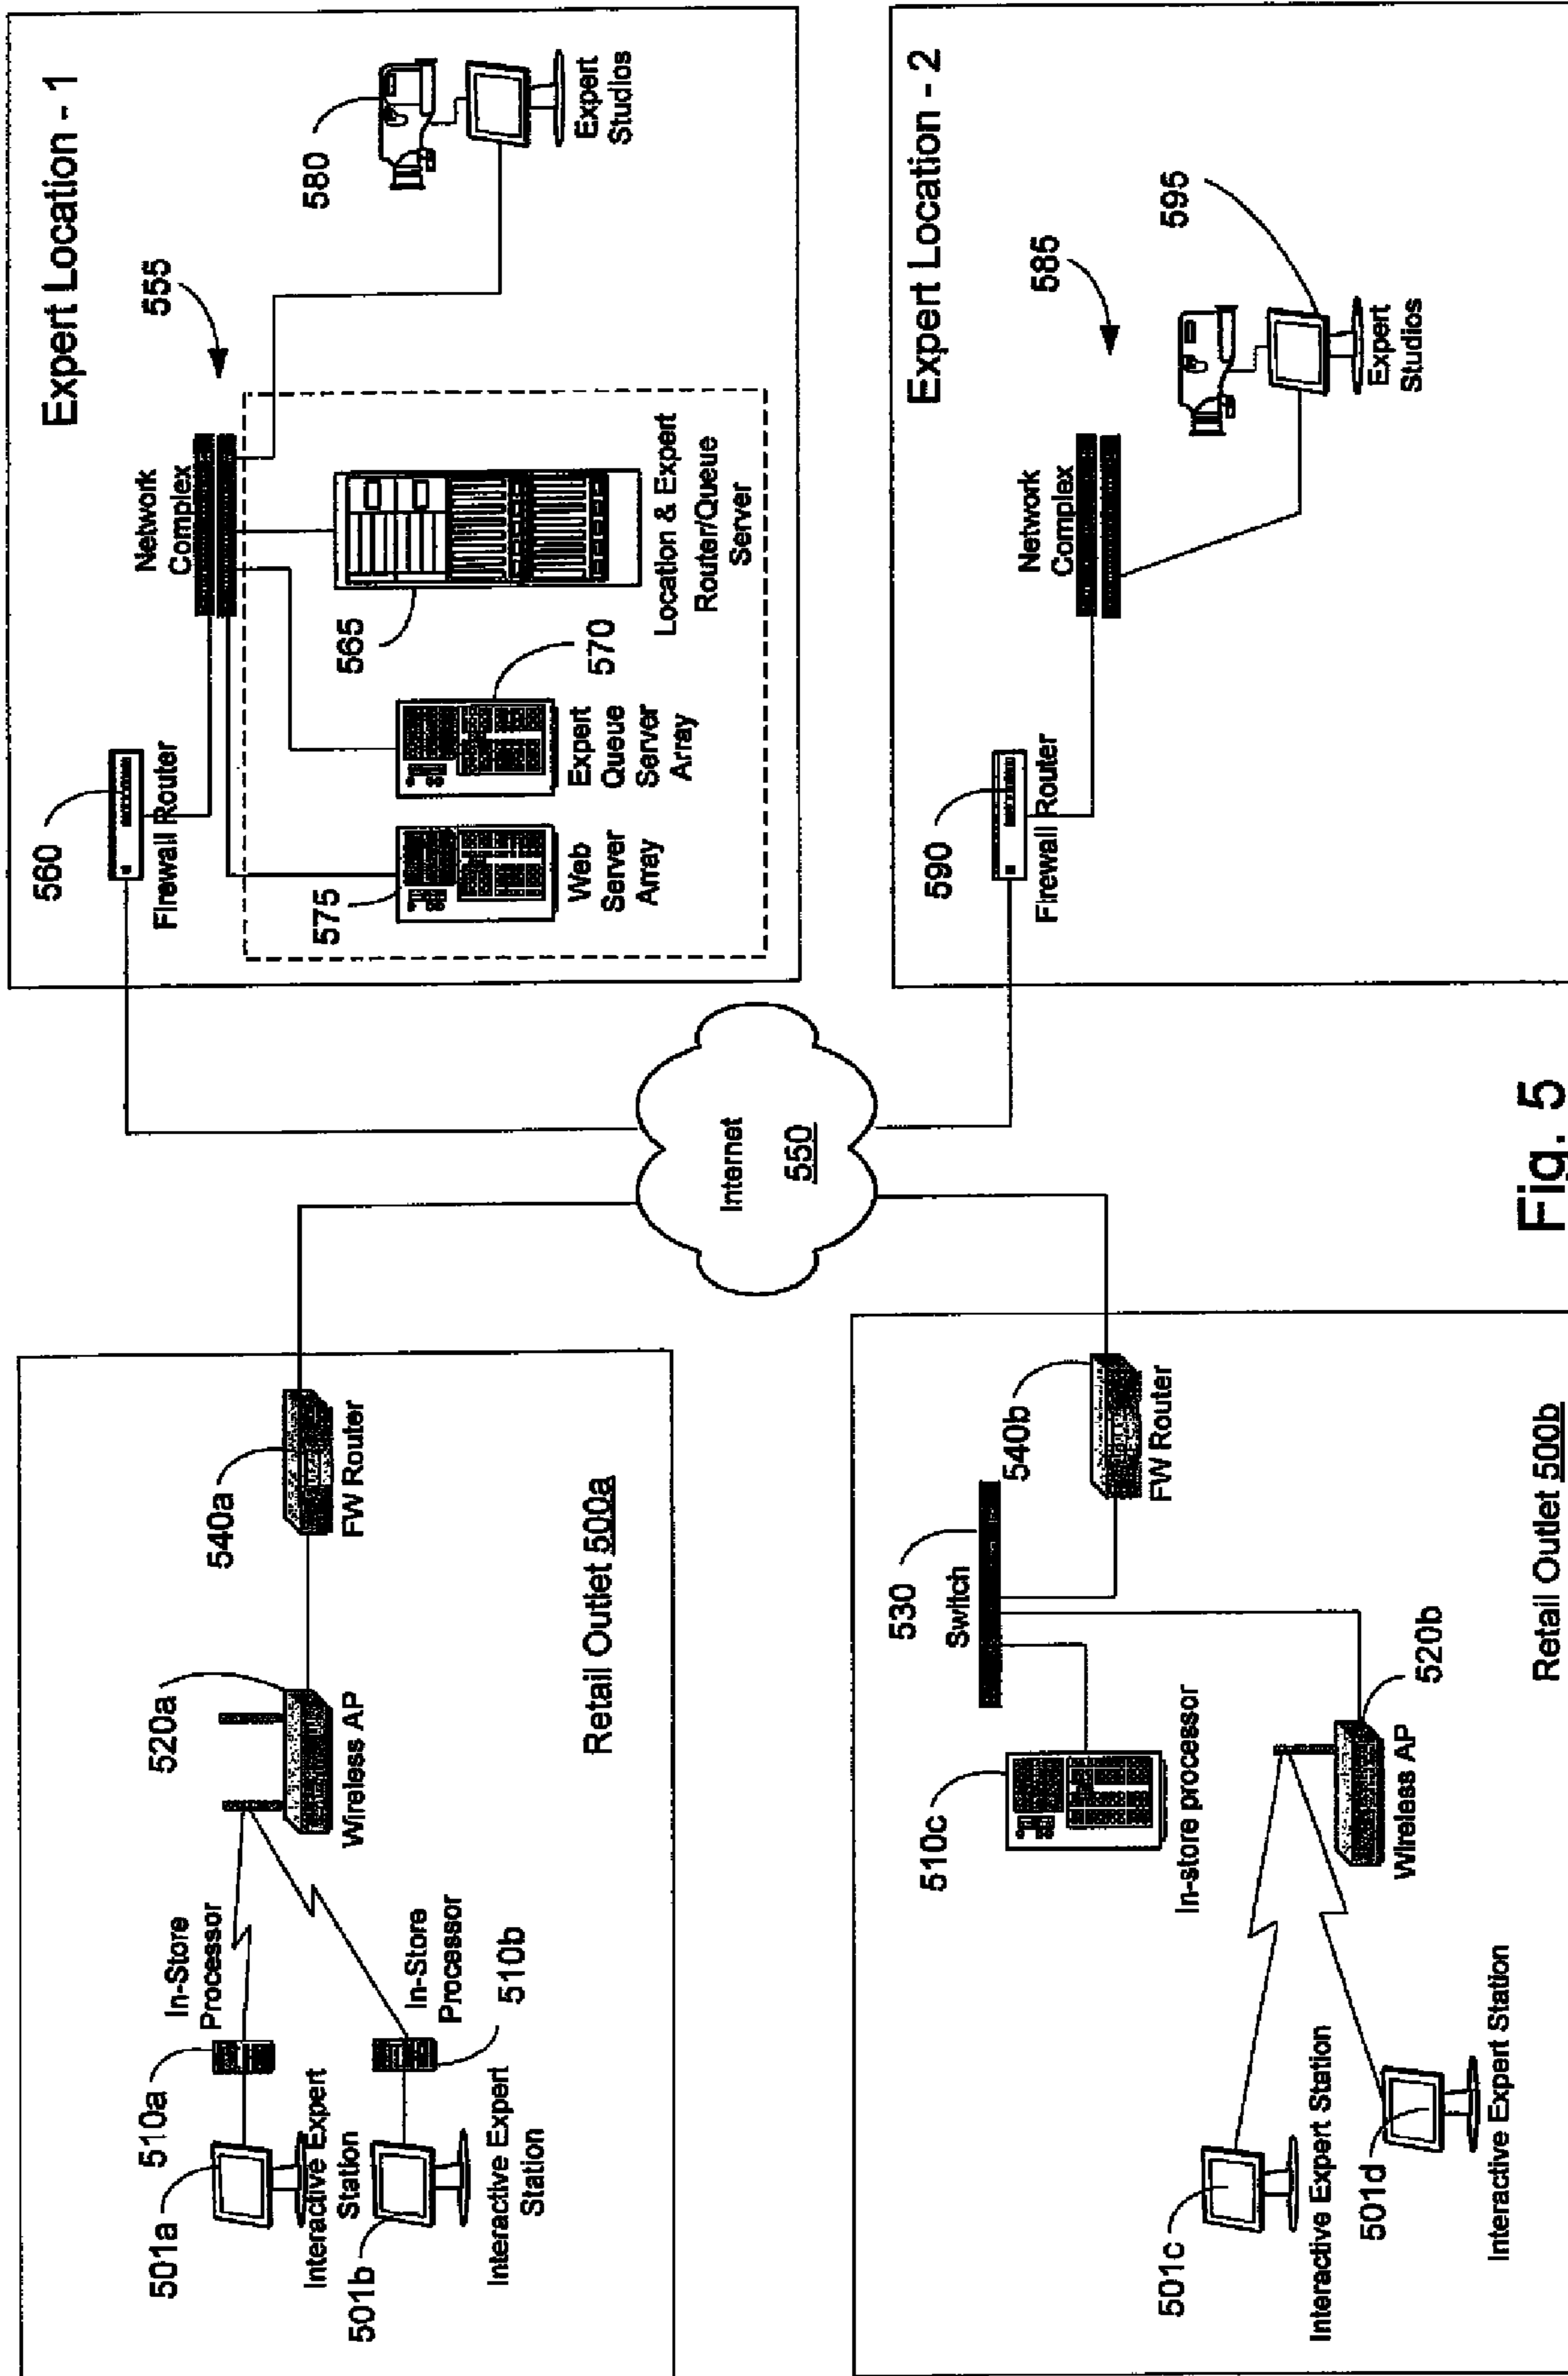 Expert Location - 1
555
560
Firewall Router
Network
Complex
580
Expert
Studios
575
Web
Server
Array
570
Expert
Queue
Server
Array
565
Location & Expert
Router/Queue
Server
Expert Location - 2
585
590
Firewall Router
Network
Complex
595
Expert
Studios
Internet
550
501a
510a
In-Store
Processor
Interactive Expert
Station
501b
In-Store
Processor
510b
Interactive Expert
Station
520a
Wireless AP
540a
FW Router
Retail Outlet 500a
510c
In-store processor
530
Switch
540b
FW Router
520b
Wireless AP
501c
Interactive Expert Station
501d
Interactive Expert Station
Retail Outlet 500b
Fig. 5